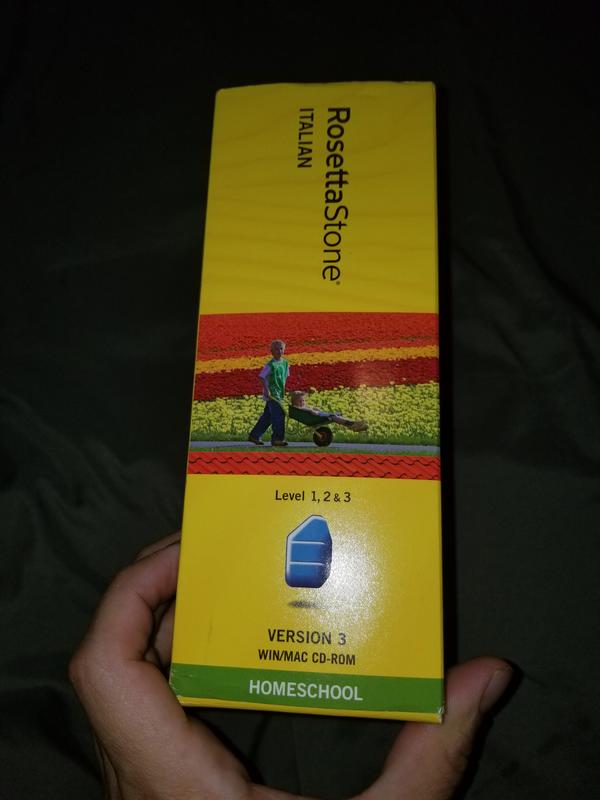 RosettaStone®
ITALIAN
Level 1, 2 & 3
VERSION 3
WIN/MAC CD-ROM
HOMESCHOOL